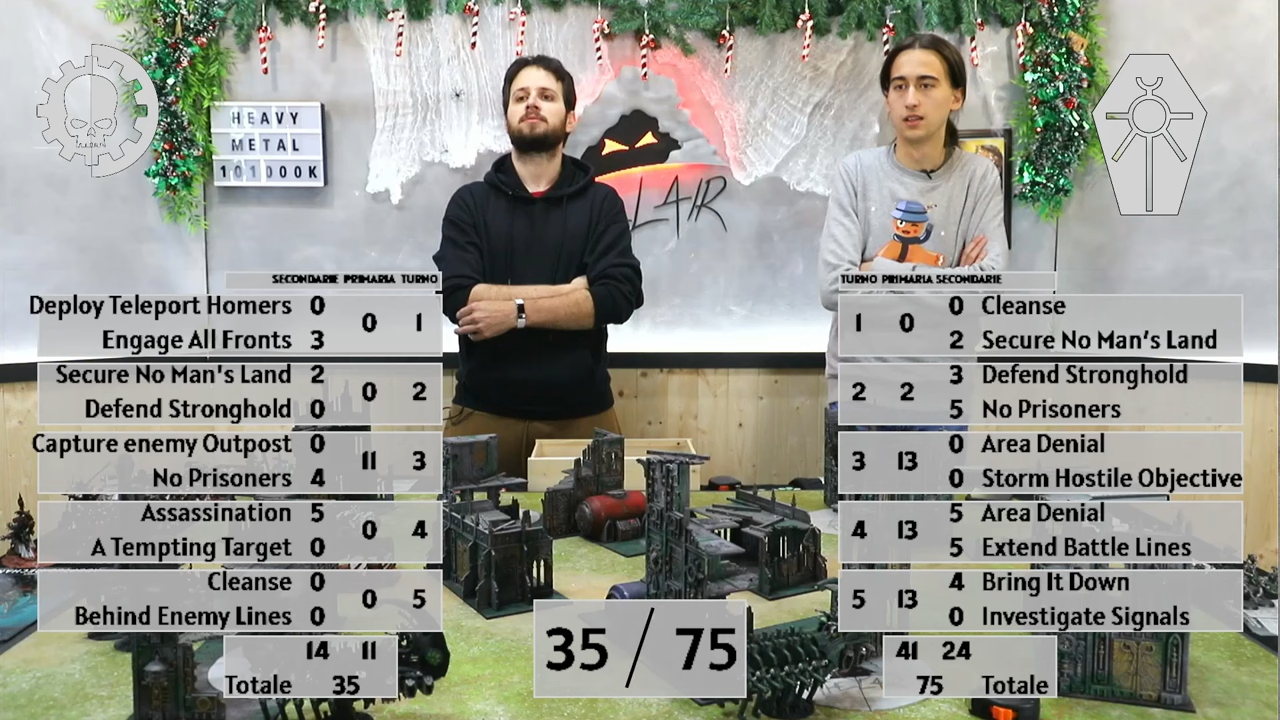 HEAVY
METAL
101000K
LAIR
SECONDARIE PRIMARIA TURNO
Deploy Teleport Homers 0
Engage All Fronts 3
0 1
Secure No Man's Land 2
Defend Stronghold 0
0 2
Capture enemy Outpost 0
No Prisoners 4
11 3
Assassination 5
A Tempting Target 0
0 4
Cleanse 0
Behind Enemy Lines 0
0 5
14 11
Totale 35
35 / 75
TURNO PRIMARIA SECONDARIE
1 0
0 Cleanse
2 Secure No Man's Land
2 2
3 Defend Stronghold
5 No Prisoners
3 13
0 Area Denial
0 Storm Hostile Objective
4 13
5 Area Denial
5 Extend Battle Lines
5 13
4 Bring It Down
0 Investigate Signals
41 24
75 Totale